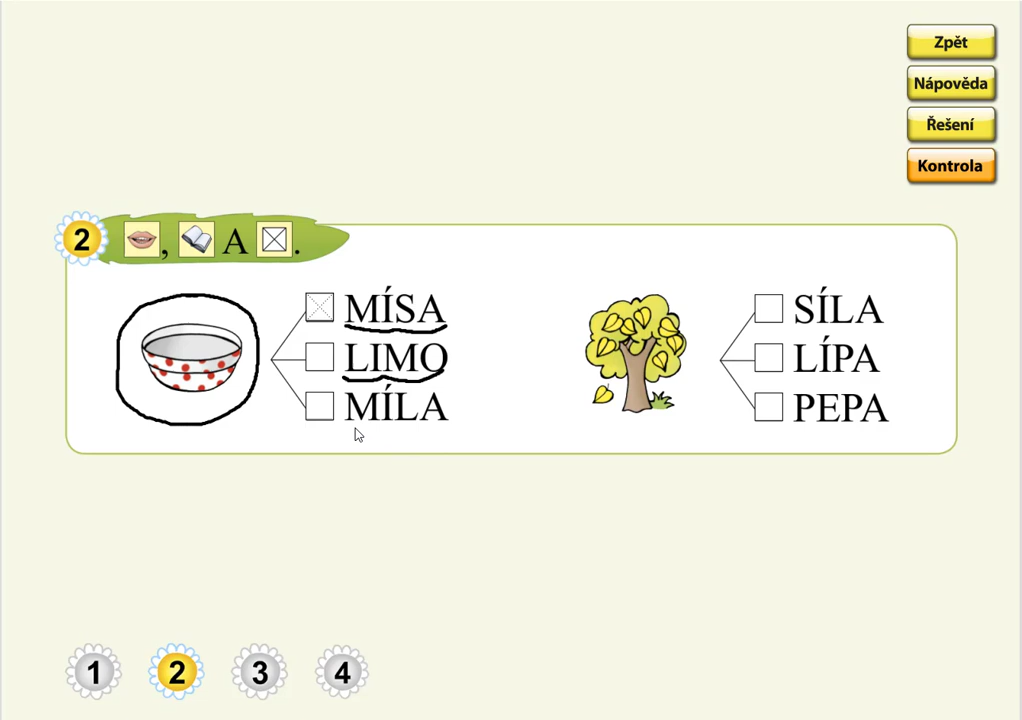 Zpět
Nápověda
Řešení
Kontrola
2 , A .
MÍSA
LIMO
MÍLA
SÍLA
LÍPA
PEPA
1 2 3 4